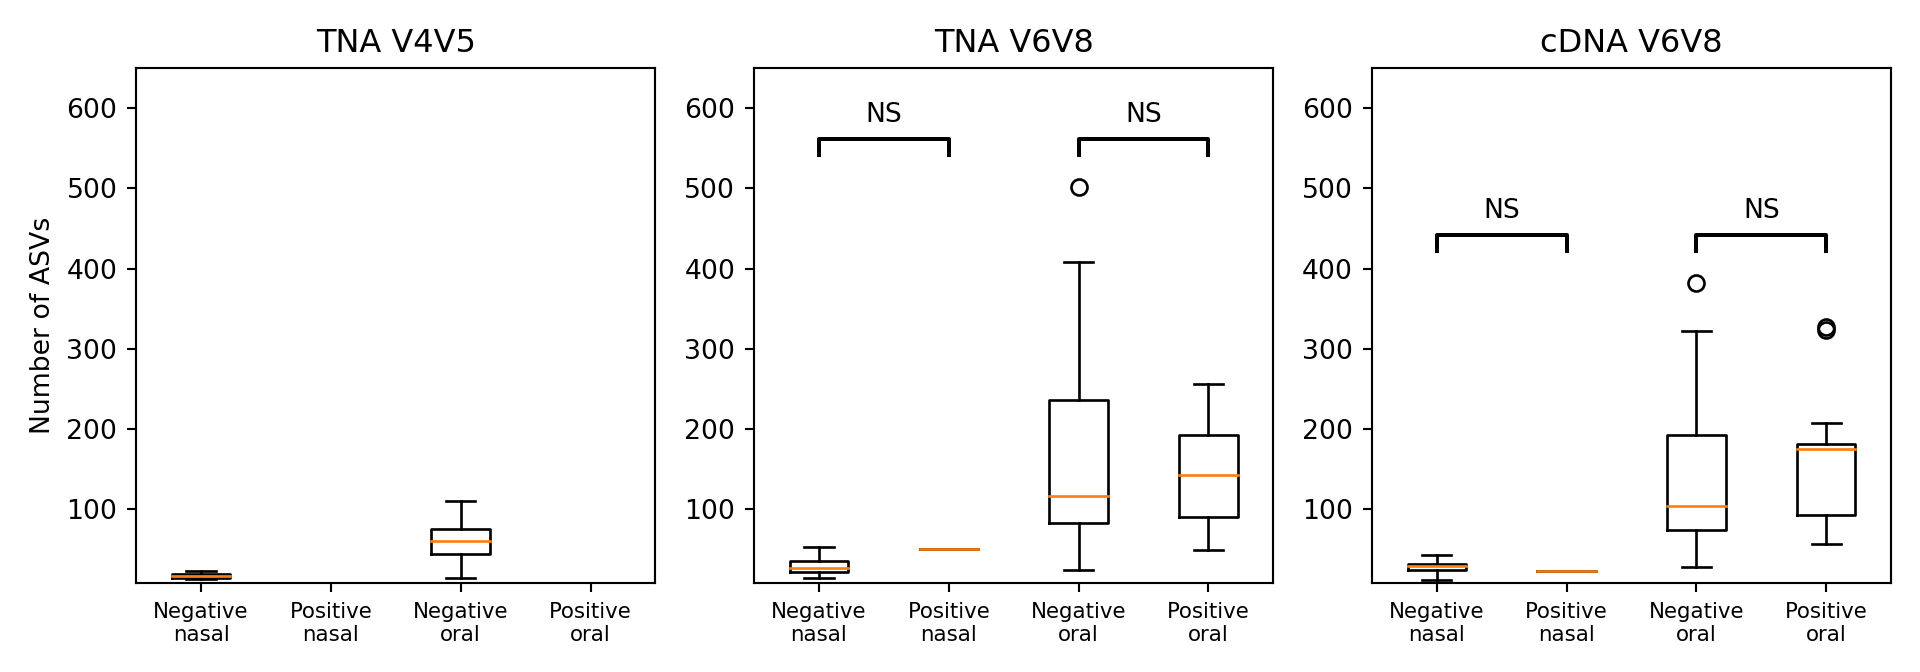 TNA V4V5
TNA V6V8
cDNA V6V8
Number of ASVs
600
500
400
300
200
100
Negative
nasal
Positive
nasal
Negative
oral
Positive
oral
600
500
400
300
200
100
NS
NS
Negative
nasal
Positive
nasal
Negative
oral
Positive
oral
600
500
400
300
200
100
NS
NS
Negative
nasal
Positive
nasal
Negative
oral
Positive
oral